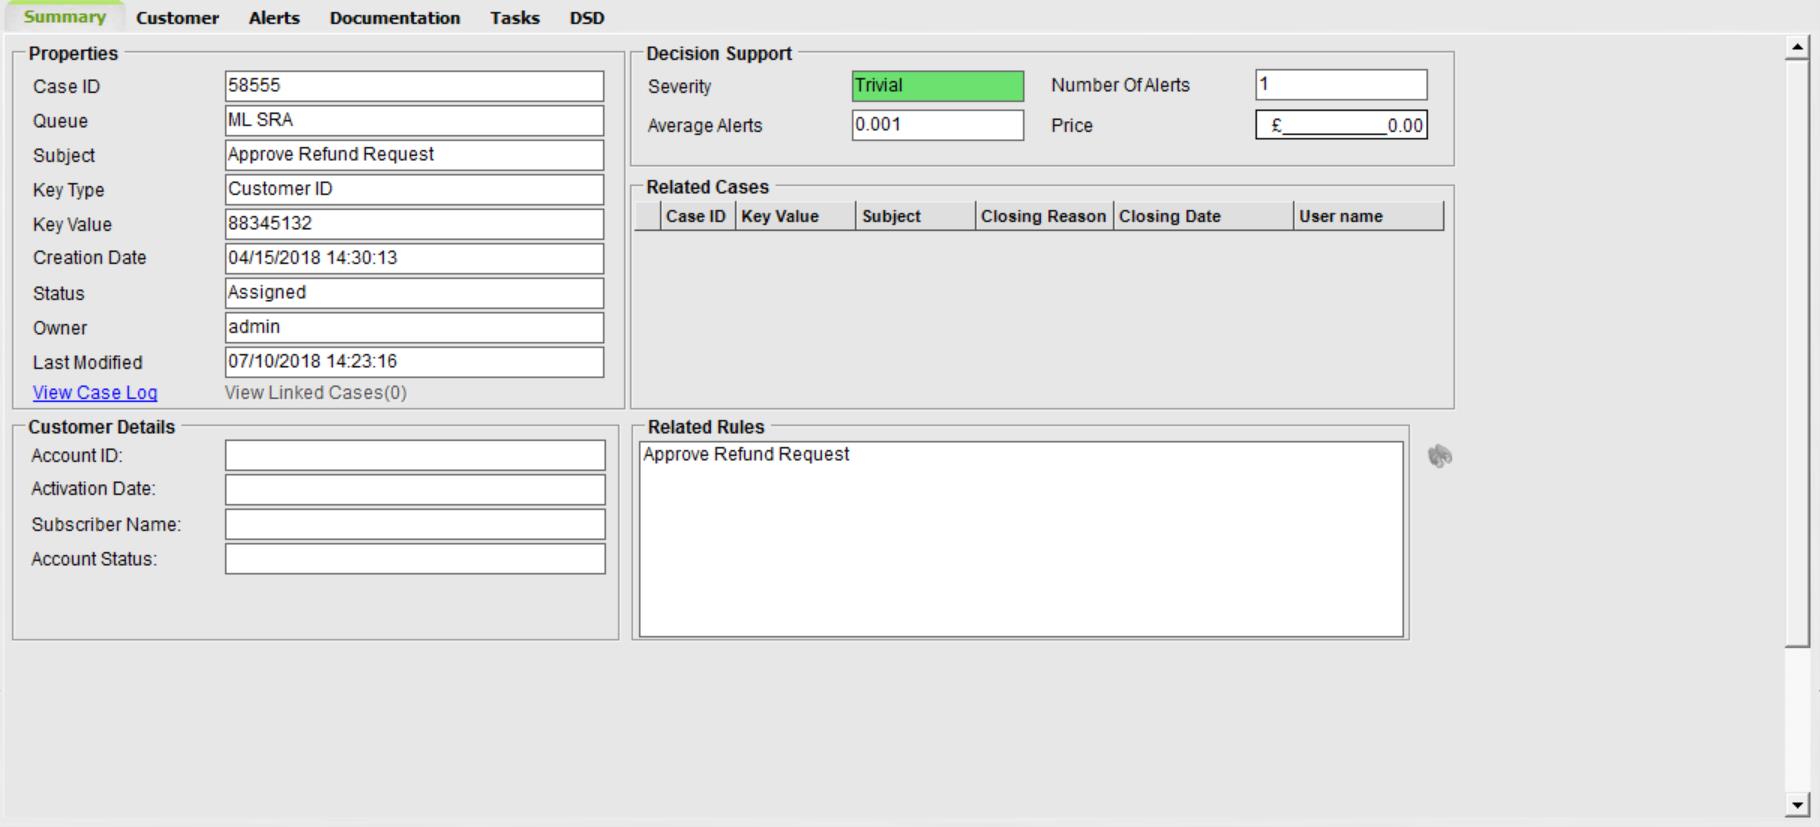 Summary Customer Alerts Documentation Tasks DSD
Properties
Case ID 58555
Queue ML SRA
Subject Approve Refund Request
Key Type Customer ID
Key Value 88345132
Creation Date 04/15/2018 14:30:13
Status Assigned
Owner admin
Last Modified 07/10/2018 14:23:16
View Case Log View Linked Cases(0)
Decision Support
Severity Trivial Number Of Alerts 1
Average Alerts 0.001 Price £__________0.00
Related Cases
Case ID Key Value Subject Closing Reason Closing Date User name
Customer Details
Account ID:
Activation Date:
Subscriber Name:
Account Status:
Related Rules
Approve Refund Request